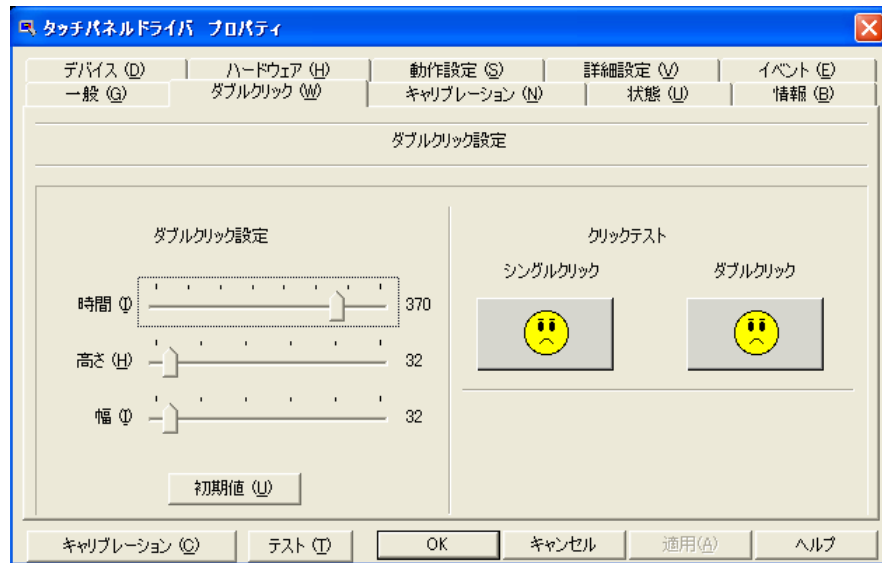 タッチパネルドライバ プロパティ
デバイス (D) ハードウェア (H) 動作設定 (S) 詳細設定 (V) イベント (E)
一般 (G) ダブルクリック (W) キャリブレーション (N) 状態 (U) 情報 (B)
ダブルクリック設定
ダブルクリック設定
時間 (I) 370
高さ (H) 32
幅 (I) 32
初期値 (U)
クリックテスト
シングルクリック ダブルクリック
キャリブレーション (C) テスト (T) OK キャンセル 適用(A) ヘルプ